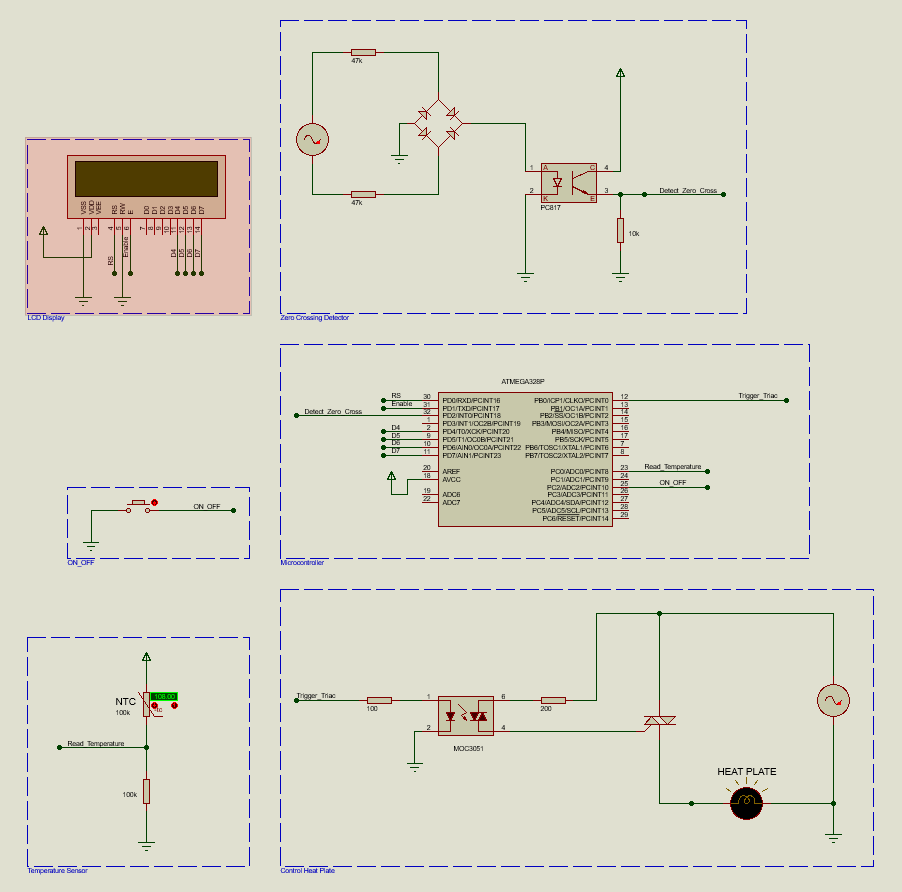 47k
47k
1
2
A
K
C
E
4
3
PC817
Detect_Zero_Cross
10k
Zero Crossing Detector
VSS
VDD
VEE
RS
RW
E
D0
D1
D2
D3
D4
D5
D6
D7
1
2
3
4
5
6
7
8
9
10
11
12
13
14
RS
Enable
D4
D5
D6
D7
LCD Display
ATMEGA328P
RS
Enable
Detect_Zero_Cross
D4
D5
D6
D7
30
31
32
1
2
9
10
11
20
18
19
22
PD0/RXD/PCINT16
PD1/TXD/PCINT17
PD2/INT0/PCINT18
PD3/INT1/OC2B/PCINT19
PD4/T0/XCK/PCINT20
PD5/T1/OC0B/PCINT21
PD6/AIN0/OC0A/PCINT22
PD7/AIN1/PCINT23
AREF
AVCC
ADC6
ADC7
PB0/ICP1/CLKO/PCINT0
PB1/OC1A/PCINT1
PB2/SS/OC1B/PCINT2
PB3/MOSI/OC2A/PCINT3
PB4/MISO/PCINT4
PB5/SCK/PCINT5
PB6/TOSC1/XTAL1/PCINT6
PB7/TOSC2/XTAL2/PCINT7
PC0/ADC0/PCINT8
PC1/ADC1/PCINT9
PC2/ADC2/PCINT10
PC3/ADC3/PCINT11
PC4/ADC4/SDA/PCINT12
PC5/ADC5/SCL/PCINT13
PC6/RESET/PCINT14
12
13
14
15
16
17
7
8
23
24
25
26
27
28
29
Trigger_Triac
Read_Temperature
ON_OFF
Microcontroller
ON_OFF
ON_OFF
NTC
100k
Read_Temperature
100k
Temperature Sensor
Trigger_Triac
100
1
2
6
4
MOC3051
200
HEAT PLATE
Control Heat Plate